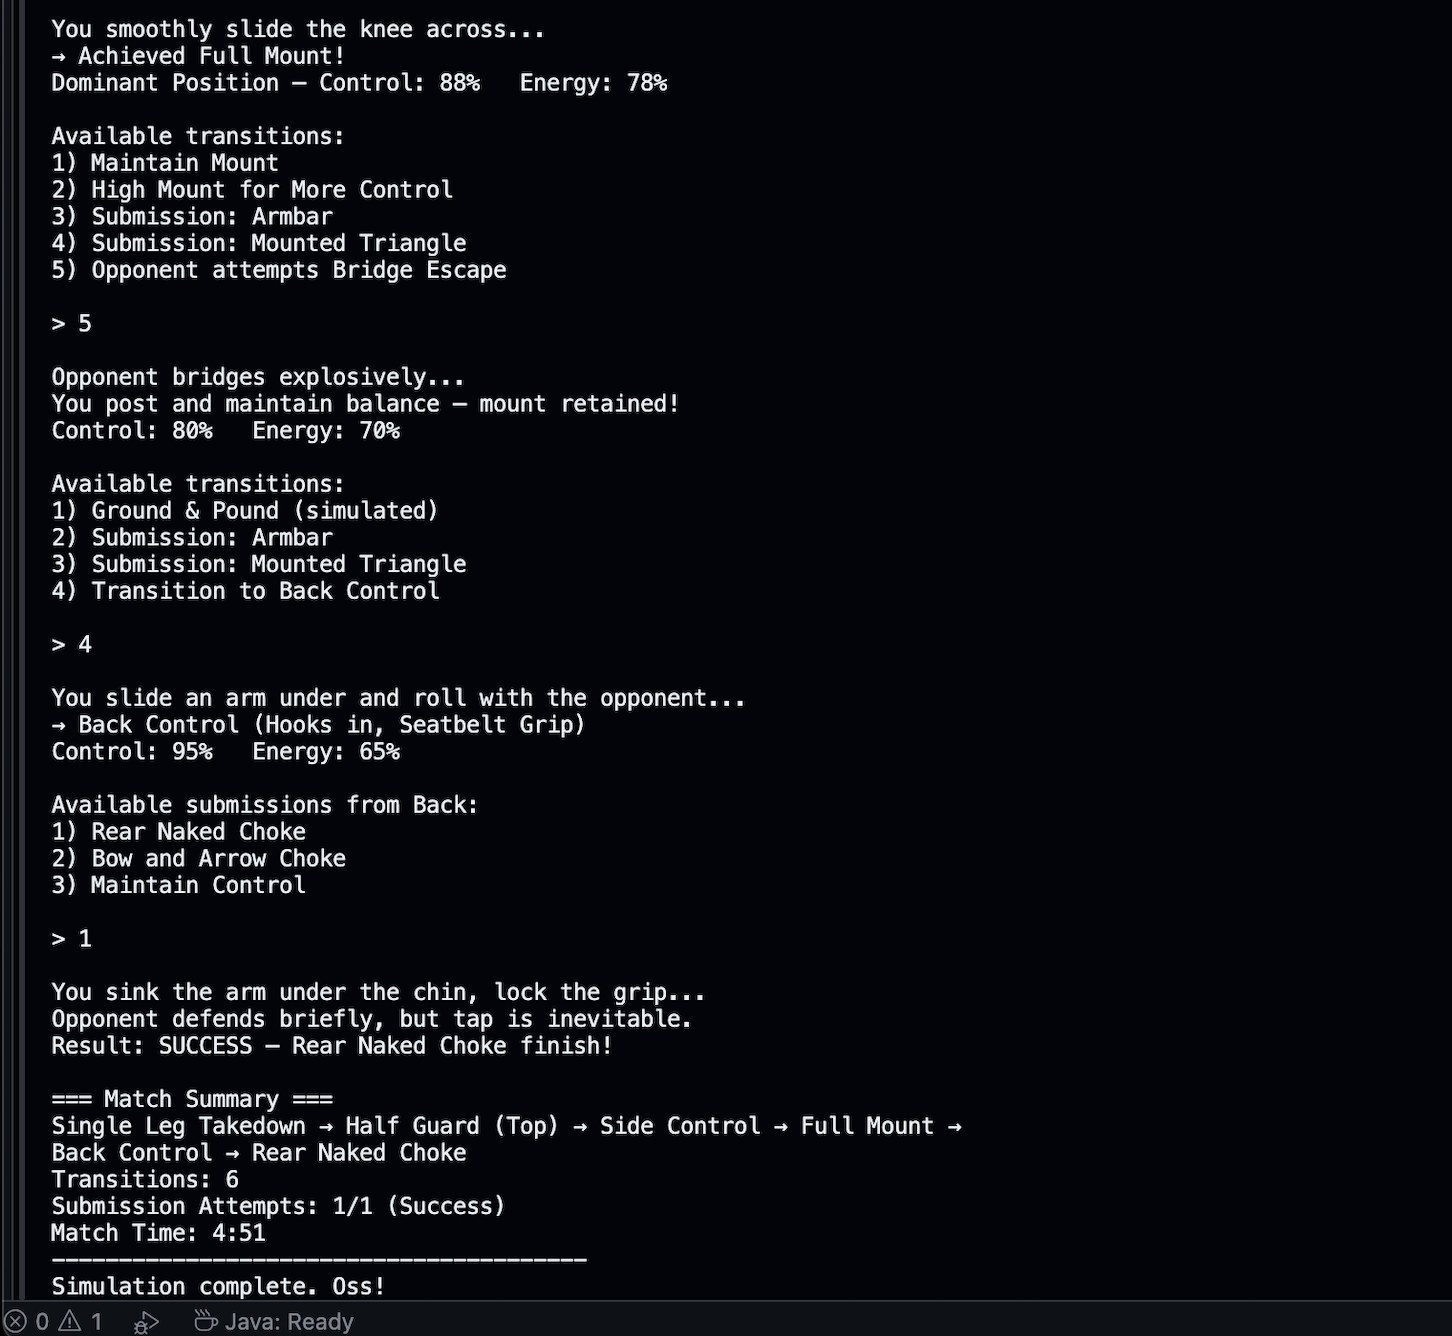 You smoothly slide the knee across...
→ Achieved Full Mount!
Dominant Position — Control: 88%   Energy: 78%
Available transitions:
1) Maintain Mount
2) High Mount for More Control
3) Submission: Armbar
4) Submission: Mounted Triangle
5) Opponent attempts Bridge Escape
> 5
Opponent bridges explosively...
You post and maintain balance — mount retained!
Control: 80%   Energy: 70%
Available transitions:
1) Ground & Pound (simulated)
2) Submission: Armbar
3) Submission: Mounted Triangle
4) Transition to Back Control
> 4
You slide an arm under and roll with the opponent...
→ Back Control (Hooks in, Seatbelt Grip)
Control: 95%   Energy: 65%
Available submissions from Back:
1) Rear Naked Choke
2) Bow and Arrow Choke
3) Maintain Control
> 1
You sink the arm under the chin, lock the grip...
Opponent defends briefly, but tap is inevitable.
Result: SUCCESS — Rear Naked Choke finish!
=== Match Summary ===
Single Leg Takedown → Half Guard (Top) → Side Control → Full Mount →
Back Control → Rear Naked Choke
Transitions: 6
Submission Attempts: 1/1 (Success)
Match Time: 4:51
————————————————————————————————————————
Simulation complete. Oss!
0 1 Java: Ready